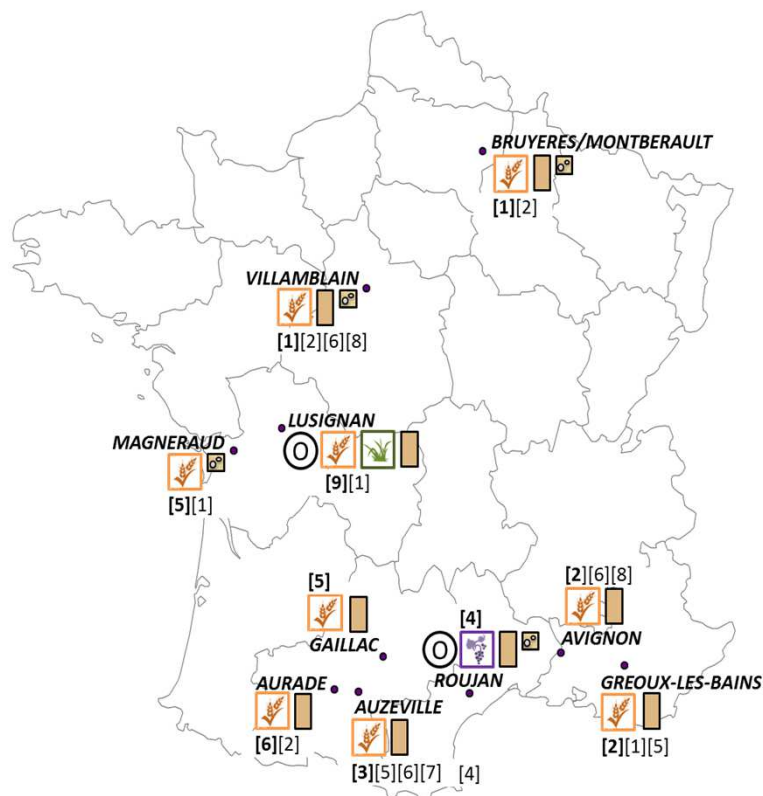 BRUYERES/MONTBERAULT
[1][2]
VILLAMBLAIN
[1][2][6][8]
LUSIGNAN
O
[9][1]
MAGNERAUD
[5][1]
[5]
GAILLAC
[4]
O
ROUJAN
[2][6][8]
AVIGNON
GREOUX-LES-BAINS
[2][1][5]
AURADE
[6][2]
AUZEVILLE
[3][5][6][7] [4]